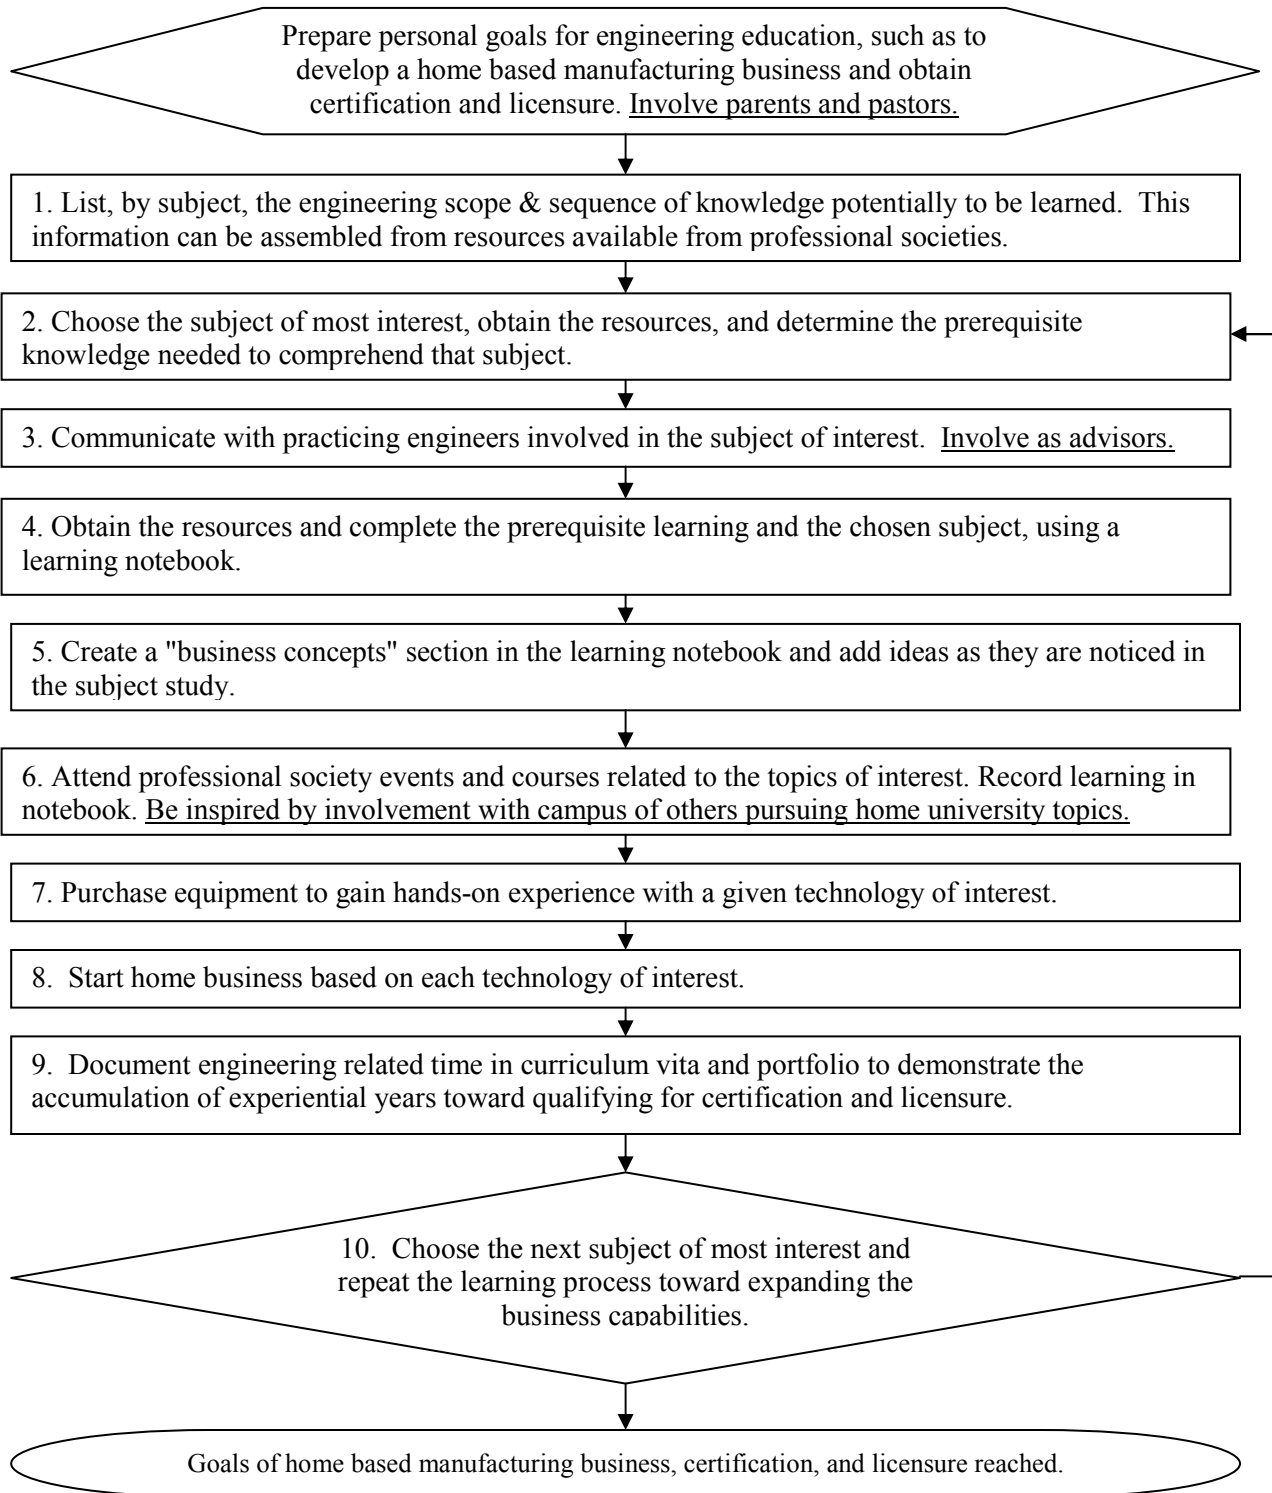 Prepare personal goals for engineering education, such as to
develop a home based manufacturing business and obtain
certification and licensure. Involve parents and pastors.
1. List, by subject, the engineering scope & sequence of knowledge potentially to be learned.  This
information can be assembled from resources available from professional societies.
2. Choose the subject of most interest, obtain the resources, and determine the prerequisite
knowledge needed to comprehend that subject.
3. Communicate with practicing engineers involved in the subject of interest.  Involve as advisors.
4. Obtain the resources and complete the prerequisite learning and the chosen subject, using a
learning notebook.
5. Create a "business concepts" section in the learning notebook and add ideas as they are noticed in
the subject study.
6. Attend professional society events and courses related to the topics of interest. Record learning in
notebook. Be inspired by involvement with campus of others pursuing home university topics.
7. Purchase equipment to gain hands-on experience with a given technology of interest.
8.  Start home business based on each technology of interest.
9.  Document engineering related time in curriculum vita and portfolio to demonstrate the
accumulation of experiential years toward qualifying for certification and licensure.
10.  Choose the next subject of most interest and
repeat the learning process toward expanding the
business capabilities.
Goals of home based manufacturing business, certification, and licensure reached.